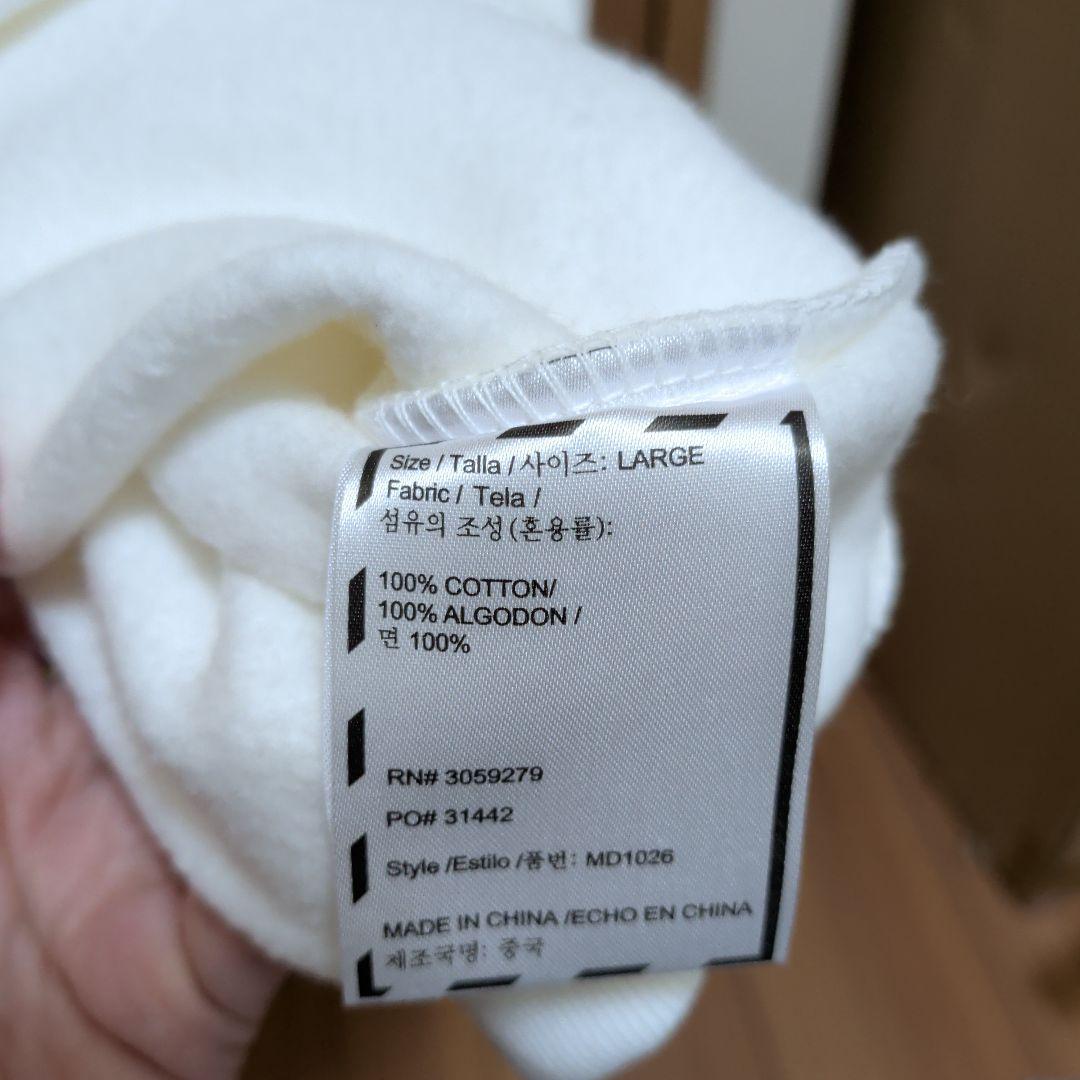 Size / Talla / 사이즈: LARGE
Fabric / Tela /
섬유의 조성(혼용률):
100% COTTON/
100% ALGODON /
면 100%
RN# 3059279
PO# 31442
Style /Estilo /품번: MD1026
MADE IN CHINA /ECHO EN CHINA
제조국명: 중국